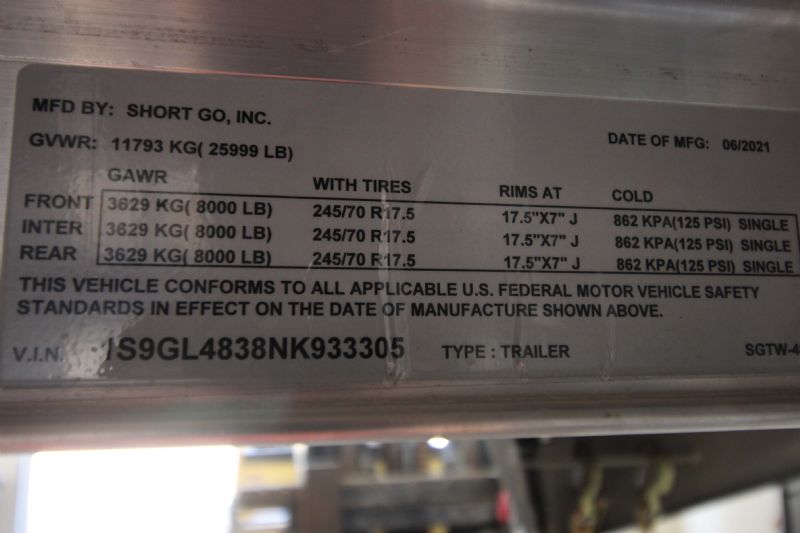 MFD BY: SHORT GO, INC.
GVWR: 11793 KG( 25999 LB) DATE OF MFG: 06/2021
GAWR WITH TIRES RIMS AT COLD
FRONT 3629 KG( 8000 LB) 245/70 R17.5 17.5"X7" J 862 KPA(125 PSI) SINGLE
INTER 3629 KG( 8000 LB) 245/70 R17.5 17.5"X7" J 862 KPA(125 PSI) SINGLE
REAR 3629 KG( 8000 LB) 245/70 R17.5 17.5"X7" J 862 KPA(125 PSI) SINGLE
THIS VEHICLE CONFORMS TO ALL APPLICABLE U.S. FEDERAL MOTOR VEHICLE SAFETY
STANDARDS IN EFFECT ON THE DATE OF MANUFACTURE SHOWN ABOVE.
V.I.N. 1S9GL4838NK933305 TYPE : TRAILER SGTW-4